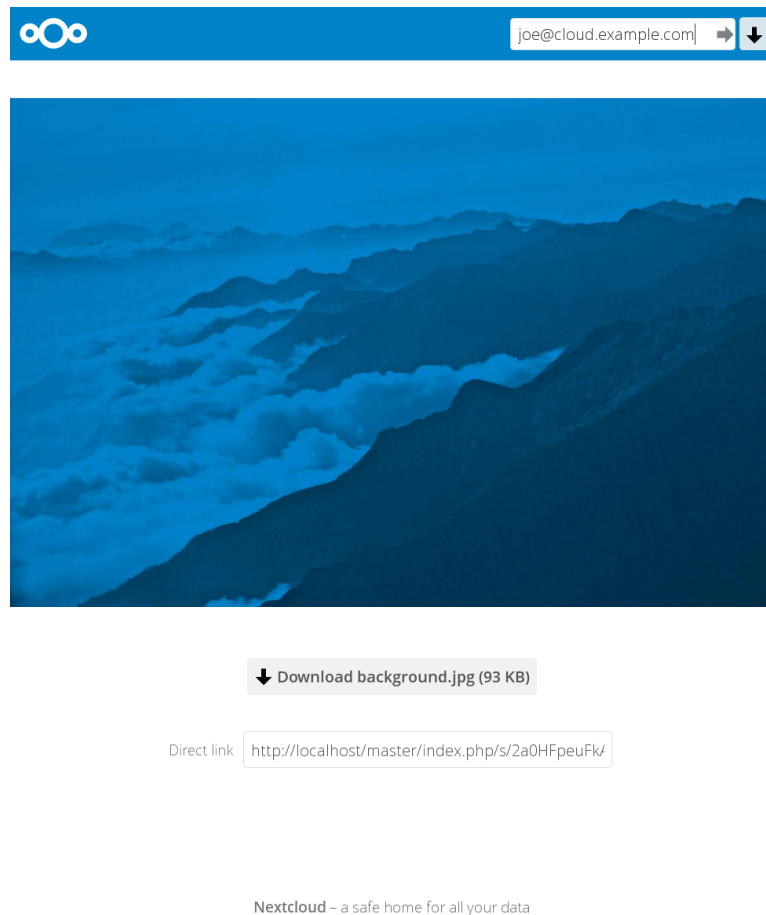 joe@cloud.example.com
Download background.jpg (93 KB)
Direct link http://localhost/master/index.php/s/2a0HFpeuFkA
Nextcloud – a safe home for all your data